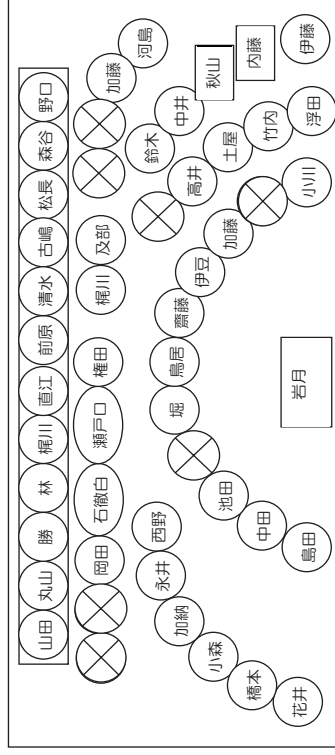 山田
丸山
勝
林
梶川
直江
前原
清水
古嶋
松長
森谷
野口
岡田
石徹白
瀬戸口
権田
梶川
及部
加藤
河島
花井
橋本
小森
加納
永井
西野
鈴木
中井
秋山
内藤
伊藤
島田
中田
池田
堀
鳥居
齋藤
伊豆
加藤
高井
土屋
竹内
浮田
小川
岩月